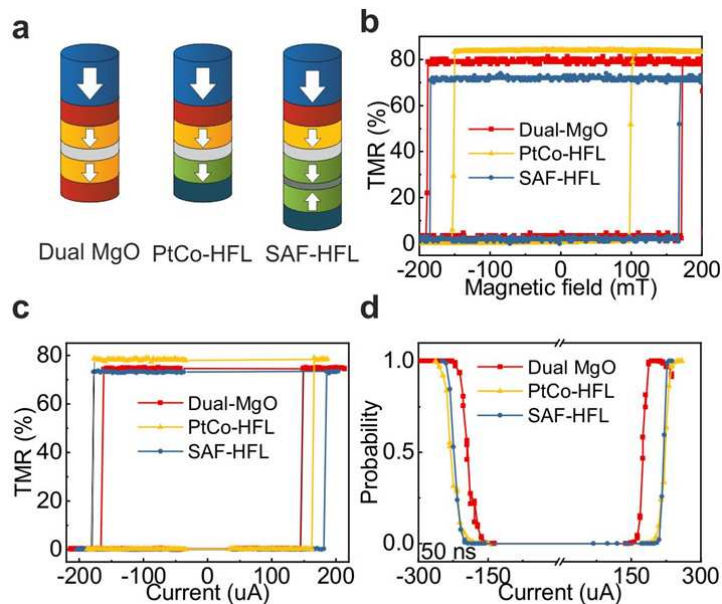 a
Dual MgO PtCo-HFL SAF-HFL
b
TMR (%)
80
60
40
20
0
Dual-MgO
PtCo-HFL
SAF-HFL
-200 -100 0 100 200
Magnetic field (mT)
c
TMR (%)
80
60
40
20
0
Dual-MgO
PtCo-HFL
SAF-HFL
-200 -100 0 100 200
Current (uA)
d
Probability
1.0
0.5
0.0
Dual MgO
PtCo-HFL
SAF-HFL
50 ns
-300 -150 150 300
Current (uA)